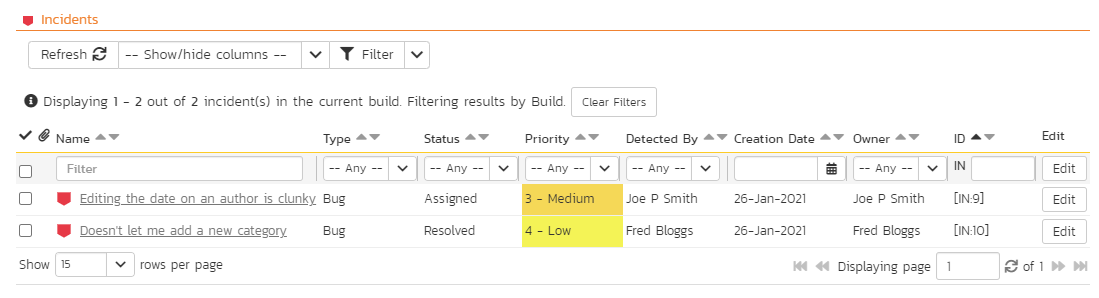 Incidents
Refresh -- Show/hide columns -- Filter
Displaying 1 - 2 out of 2 incident(s) in the current build. Filtering results by Build. Clear Filters
Name Type Status Priority Detected By Creation Date Owner ID Edit
Filter -- Any -- -- Any -- -- Any -- -- Any -- -- Any -- IN Edit
Editing the date on an author is clunky Bug Assigned 3 - Medium Joe P Smith 26-Jan-2021 Joe P Smith [IN:9] Edit
Doesn't let me add a new category Bug Resolved 4 - Low Fred Bloggs 26-Jan-2021 Fred Bloggs [IN:10] Edit
Show 15 rows per page Displaying page 1 of 1